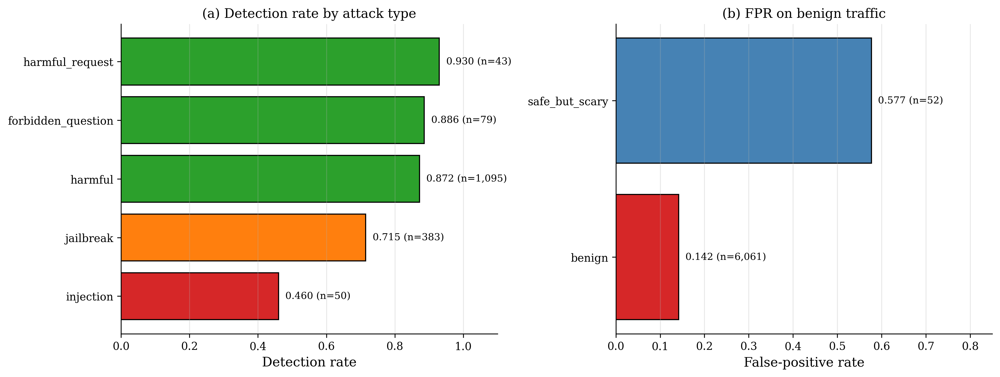 (a) Detection rate by attack type
harmful_request
0.930 (n=43)
forbidden_question
0.886 (n=79)
harmful
0.872 (n=1,095)
jailbreak
0.715 (n=383)
injection
0.460 (n=50)
0.0 0.2 0.4 0.6 0.8 1.0
Detection rate
(b) FPR on benign traffic
safe_but_scary
0.577 (n=52)
benign
0.142 (n=6,061)
0.0 0.1 0.2 0.3 0.4 0.5 0.6 0.7 0.8
False-positive rate